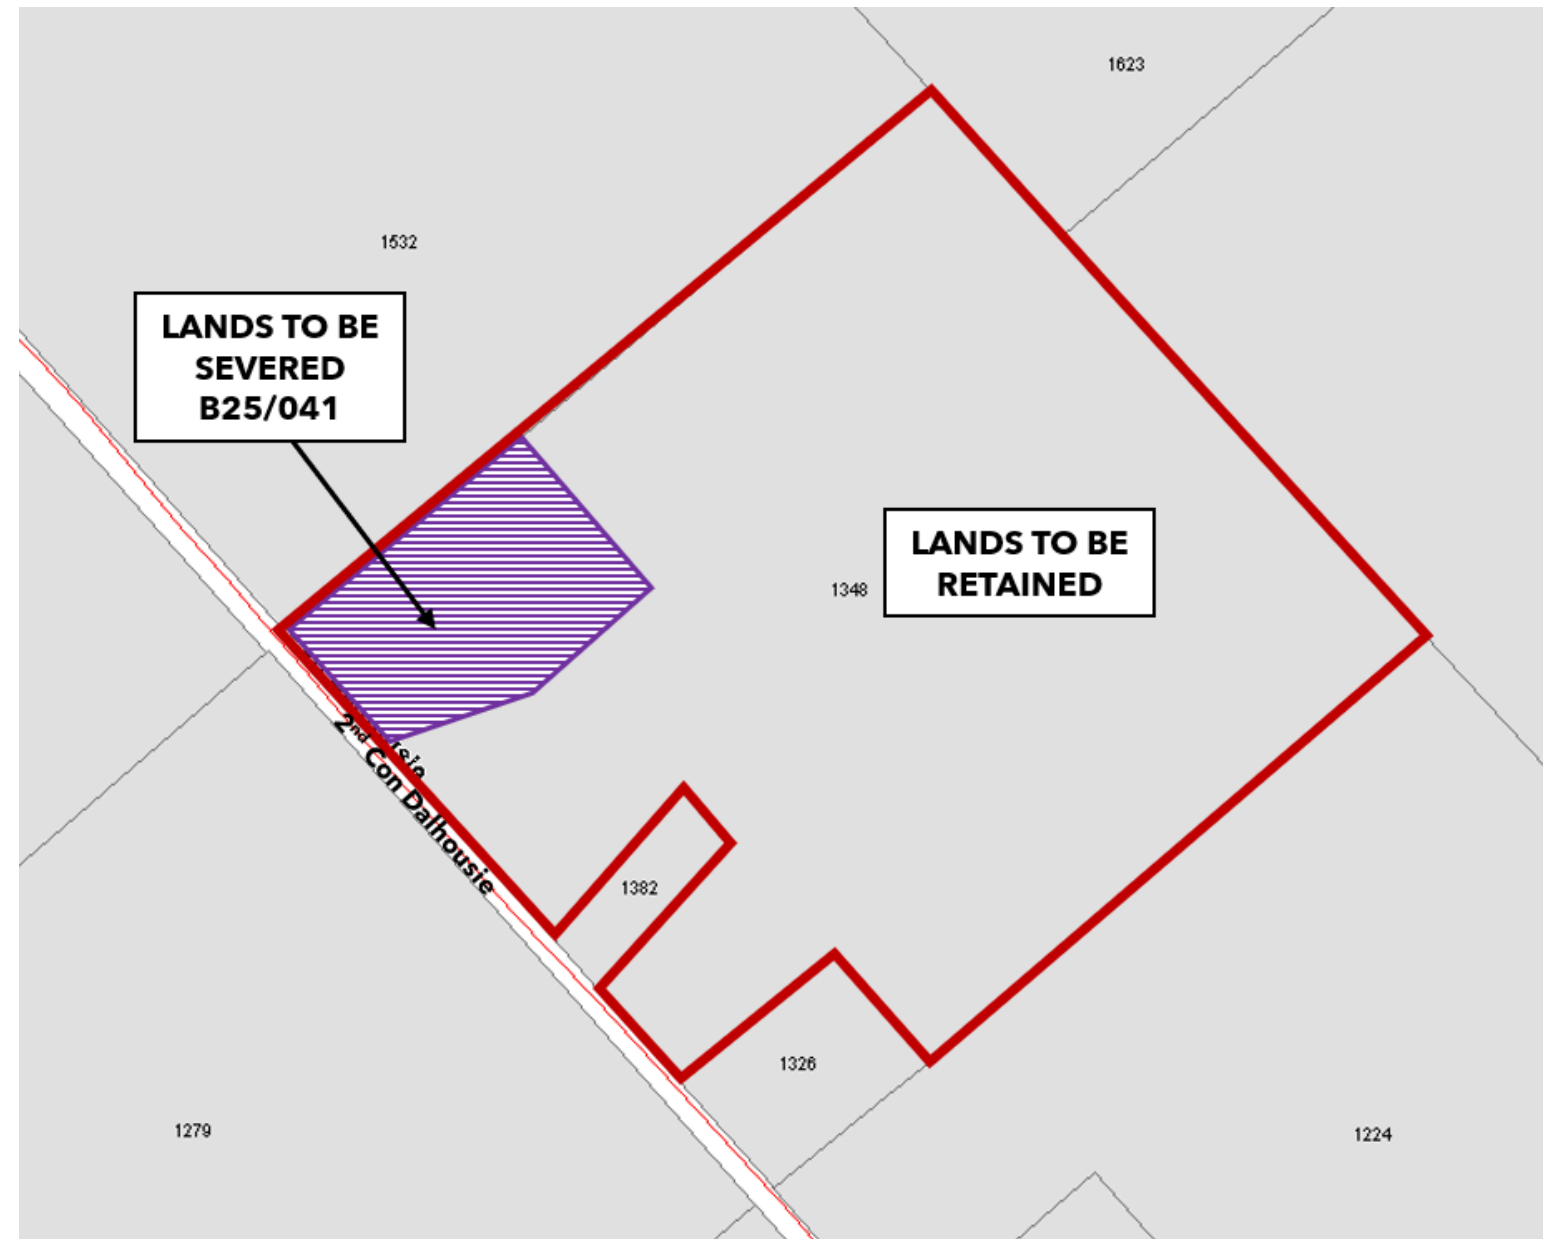 1623
1532
LANDS TO BE
SEVERED
B25/041
LANDS TO BE
RETAINED
1348
2nd Con Dalhousie
1382
1326
1279
1224